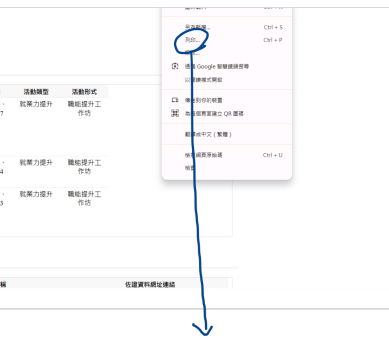 Ctrl + S
列印... Ctrl + P
透過 Google 智慧鏡頭搜尋
以閱讀模式開啟
傳送到你的裝置
為這個頁面建立 QR 圖碼
翻譯成中文（繁體）
檢視網頁原始碼 Ctrl + U
檢查
活動類型 活動形式
7 就業力提升 職能提升工作坊
4 就業力提升 職能提升工作坊
3 就業力提升 職能提升工作坊
稱 佐證資料網址連結